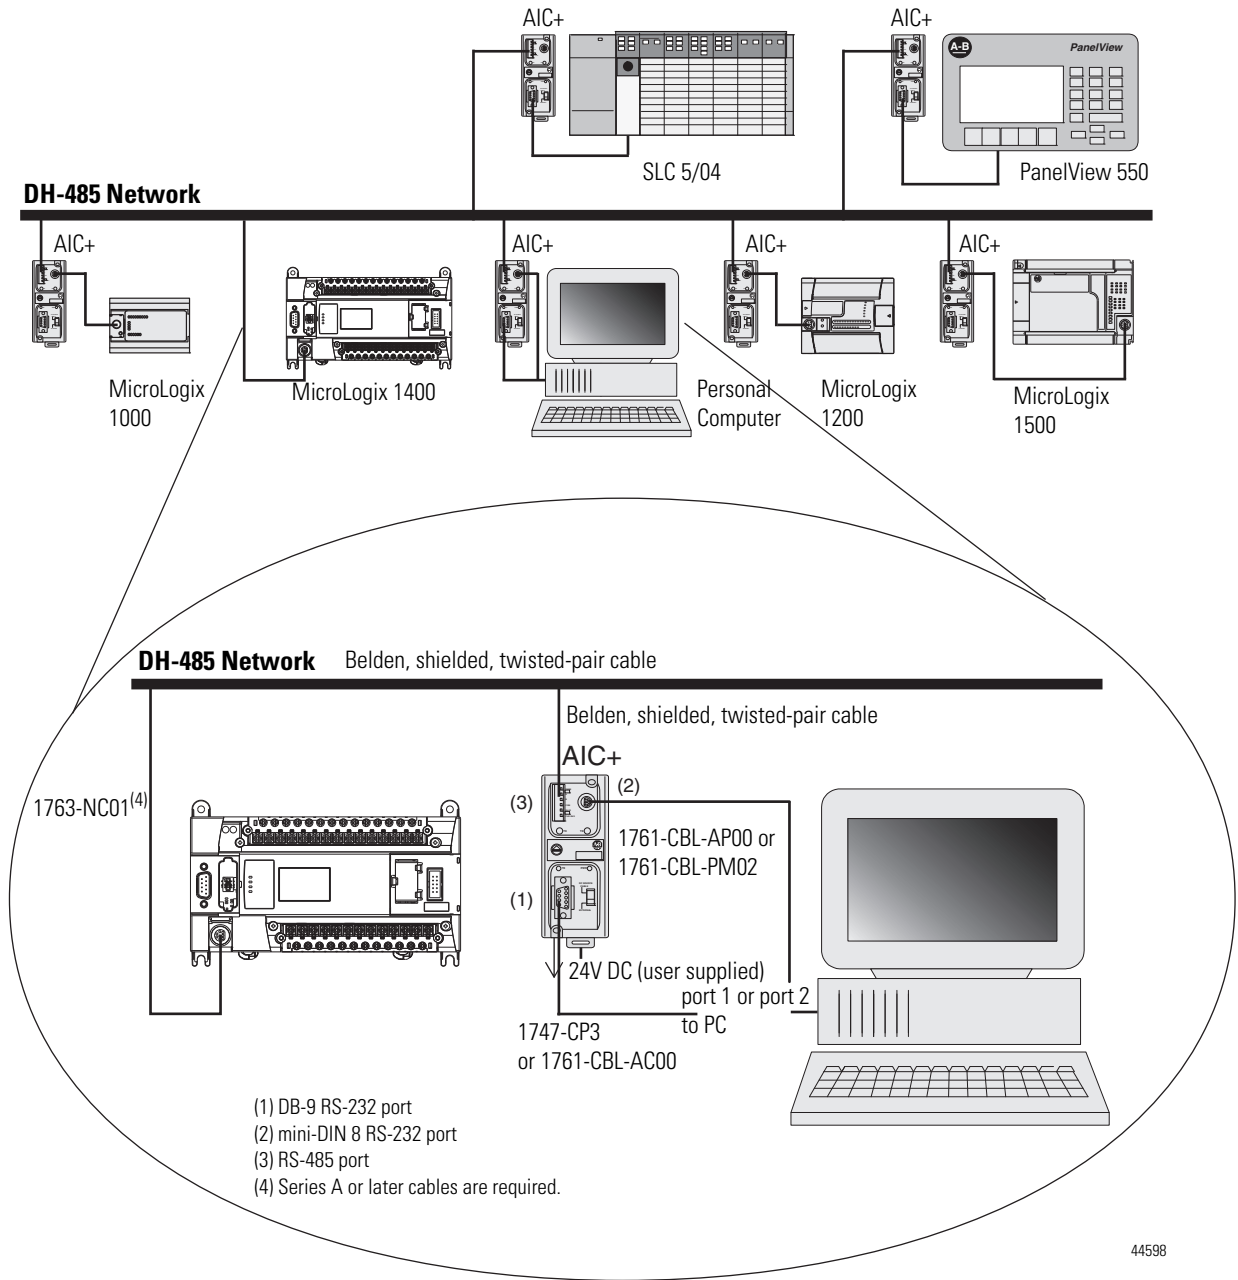 AIC+
AIC+
A-B
PanelView
SLC 5/04
PanelView 550
DH-485 Network
AIC+
AIC+
AIC+
AIC+
MicroLogix
1000
MicroLogix 1400
Personal
Computer
MicroLogix
1200
MicroLogix
1500
DH-485 Network
Belden, shielded, twisted-pair cable
Belden, shielded, twisted-pair cable
AIC+
(2)
(3)
1763-NC01(4)
1761-CBL-AP00 or
1761-CBL-PM02
(1)
24V DC (user supplied)
port 1 or port 2
to PC
1747-CP3
or 1761-CBL-AC00
(1) DB-9 RS-232 port
(2) mini-DIN 8 RS-232 port
(3) RS-485 port
(4) Series A or later cables are required.
44598